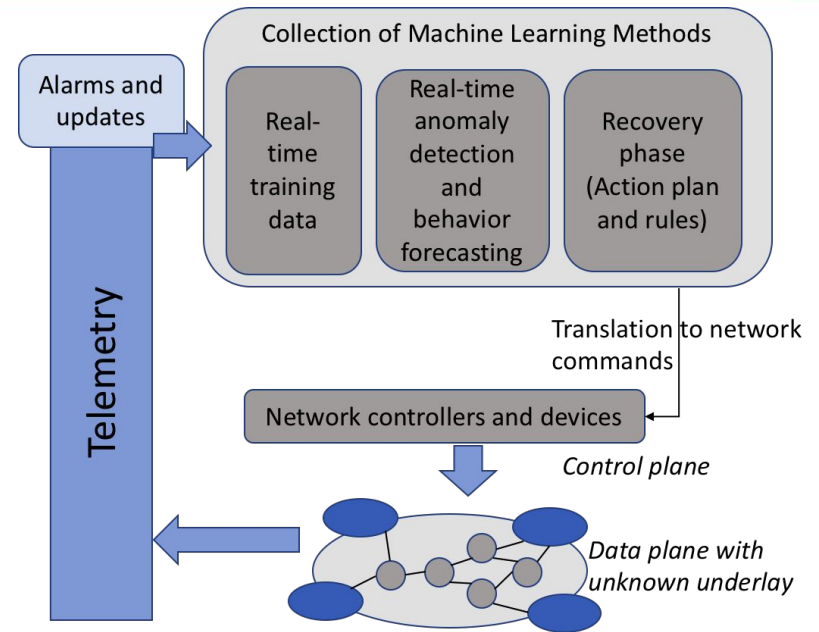 Collection of Machine Learning Methods
Alarms and
updates
Real-
time
training
data
Real-time
anomaly
detection
and
behavior
forecasting
Recovery
phase
(Action plan
and rules)
Telemetry
Translation to network
commands
Network controllers and devices
Control plane
Data plane with
unknown underlay